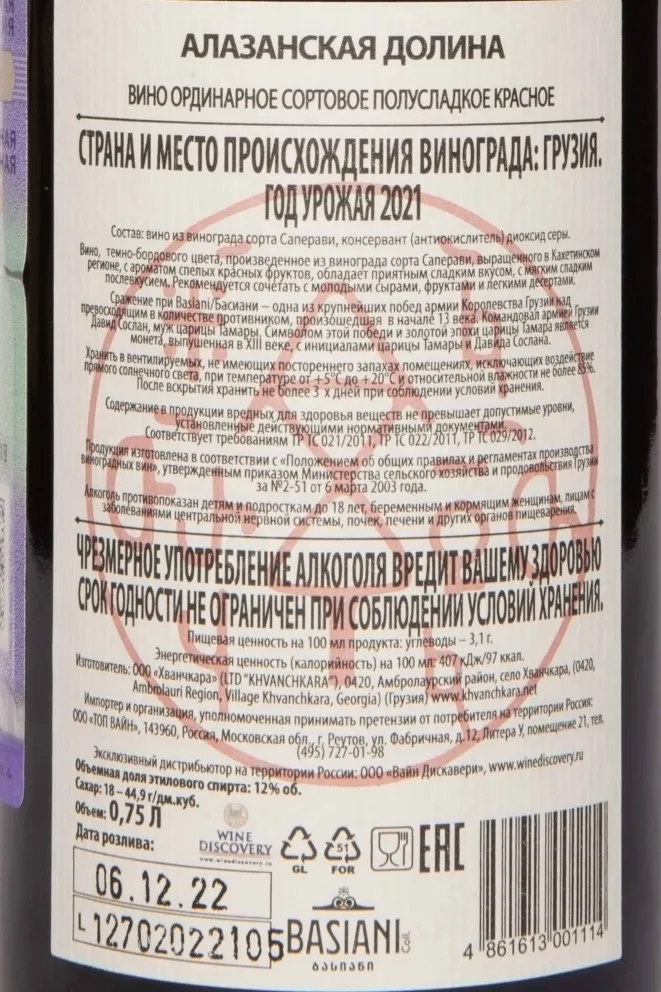 АЛАЗАНСКАЯ ДОЛИНА
ВИНО ОРДИНАРНОЕ СОРТОВОЕ ПОЛУСЛАДКОЕ КРАСНОЕ
СТРАНА И МЕСТО ПРОИСХОЖДЕНИЯ ВИНОГРАДА: ГРУЗИЯ.
ГОД УРОЖАЯ 2021
Состав: вино из винограда сорта Саперави, консервант (антиокислитель) диоксид серы.
Вино, темно-бордового цвета, произведенное из винограда сорта Саперави, выращенного в Кахетинском
регионе, с ароматом спелых красных фруктов, обладает приятным сладким вкусом, с мягким сладким
послевкусием. Рекомендуется сочетать с молодыми сырами, фруктами и легкими десертами.
Сражение при Basiani/Басиани – одна из крупнейших побед армии Королевства Грузии над
превосходящим в количестве противником, произошедшая в начале 13 века. Командовал армией Грузии
Давид Сослан, муж царицы Тамары. Символом этой победы и золотой эпохи царицы Тамара является
монета, выпушенная в XIII веке, с инициалами царицы Тамары и Давида Сослана.
Хранить в вентилируемых, не имеющих постороннего запахах помещениях, исключающих воздействие
прямого солнечного света, при температуре от +5°C до +20°C и относительной влажности не более 85%.
После вскрытия хранить не более 3 х дней при соблюдении условий хранения.
Содержание в продукции вредных для здоровья веществ не превышает допустимые уровни,
установленные действующими нормативными документами.
Соответствует требованиям ТР ТС 021/2011, ТР ТС 022/2011, ТР ТС 029/2012.
Продукция изготовлена в соответствии с «Положением об общих правилах и регламентах производства
виноградных вин», утвержденным приказом Министерства сельского хозяйства и продовольствия Грузии
за №2-51 от 6 марта 2003 года.
Алкоголь противопоказан детям и подросткам до 18 лет, беременным и кормящим женщинам, лицам с
заболеваниями центральной нервной системы, почек, печени и других органов пищеварения.
ЧРЕЗМЕРНОЕ УПОТРЕБЛЕНИЕ АЛКОГОЛЯ ВРЕДИТ ВАШЕМУ ЗДОРОВЬЮ
СРОК ГОДНОСТИ НЕ ОГРАНИЧЕН ПРИ СОБЛЮДЕНИИ УСЛОВИЙ ХРАНЕНИЯ.
Пищевая ценность на 100 мл продукта: углеводы – 3,1 г.
Энергетическая ценность (калорийность) на 100 мл: 407 кДж/97 ккал.
Изготовитель: ООО «Хванчкара» (LTD "KHVANCHKARA"), 0420, Амбролаурский район, село Хванчкара, (0420,
Ambrolauri Region, Village Khvanchkara, Georgia) (Грузия) www.khvanchkara.net
Импортер и организация, уполномоченная принимать претензии от потребителя на территории Россия:
ООО «ТОП ВАЙН», 143960, Россия, Московская обл., г. Реутов, ул. Фабричная, д.12, Литера У, помещение 21, тел.
(495) 727-01-98
Эксклюзивный дистрибьютор на территории России: ООО «Вайн Дискавери», www.winediscovery.ru
Объемная доля этилового спирта: 12% об.
Сахар: 18 – 44,9 г/дм.куб.
Объем: 0,75 Л
Дата розлива:
WINE
DISCOVERY
www.winediscovery.ru
GL
51
FOR
EAC
06.12.22
L 12702022105
BASIANI
Coll.
ᲑᲐᲡᲘᲐᲜᲘ
4 861613 001114